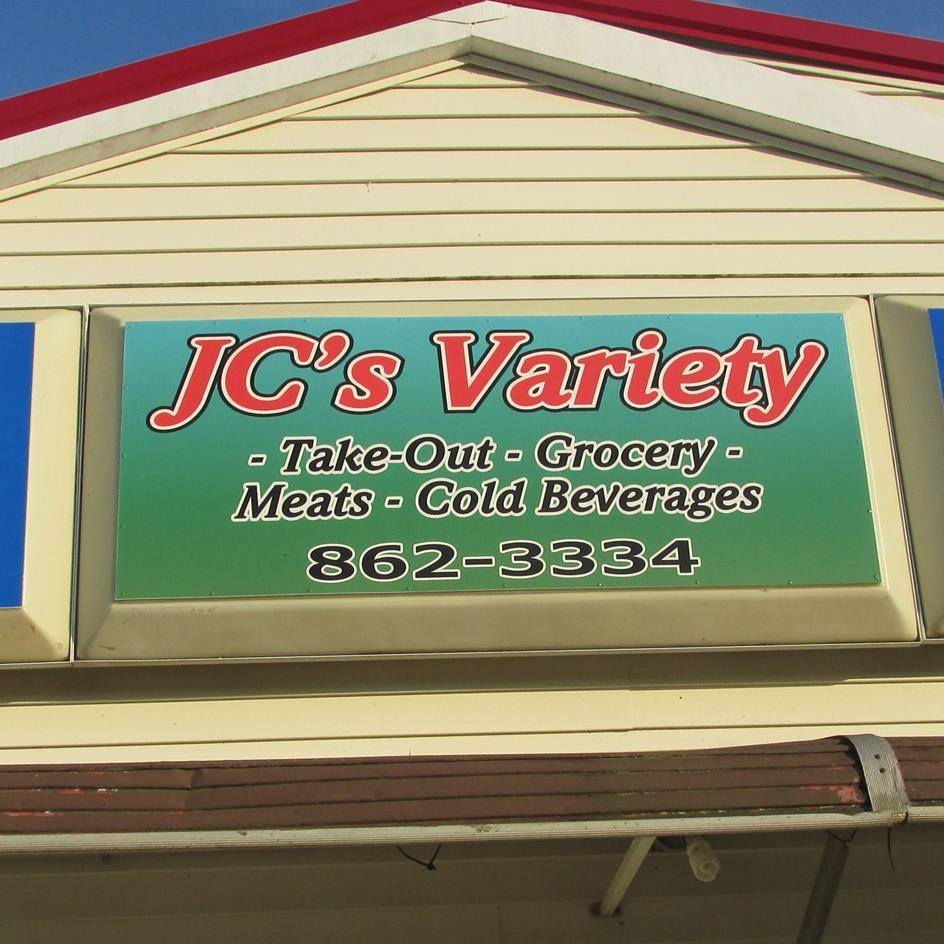 JC's Variety
- Take-Out - Grocery -
Meats - Cold Beverages
862-3334